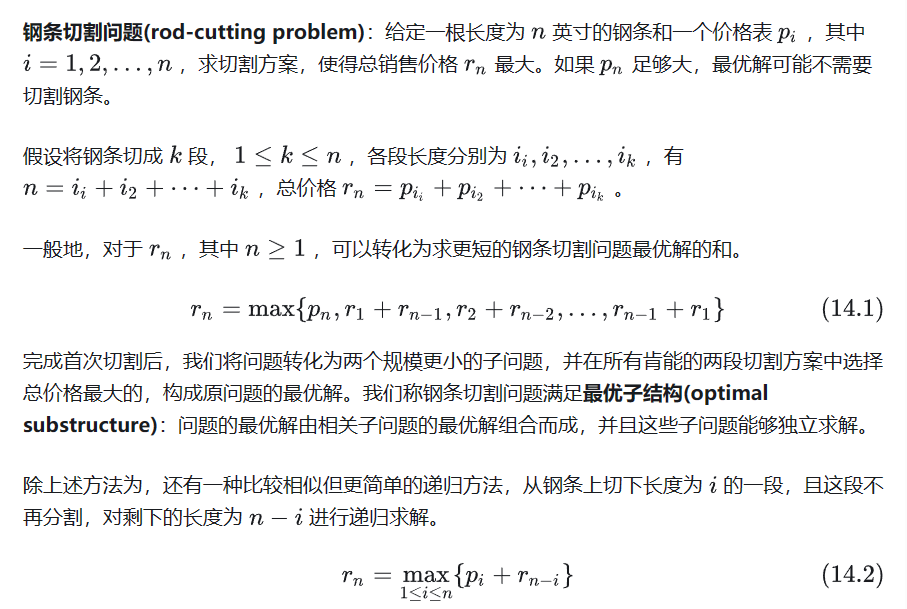 钢条切割问题(rod-cutting problem)：给定一根长度为 n 英寸的钢条和一个价格表 p_i ，其中
i = 1, 2, . . . , n ，求切割方案，使得总销售价格 r_n 最大。如果 p_n 足够大，最优解可能不需要
切割钢条。
假设将钢条切成 k 段， 1 ≤ k ≤ n ，各段长度分别为 i_i, i_2, . . . , i_k ，有
n = i_i + i_2 + ··· + i_k ，总价格 r_n = p_{i_i} + p_{i_2} + ··· + p_{i_k} 。
一般地，对于 r_n ，其中 n ≥ 1 ，可以转化为求更短的钢条切割问题最优解的和。
r_n = max{p_n, r_1 + r_{n−1}, r_2 + r_{n−2}, . . . , r_{n−1} + r_1} (14.1)
完成首次切割后，我们将问题转化为两个规模更小的子问题，并在所有肯能的两段切割方案中选择
总价格最大的，构成原问题的最优解。我们称钢条切割问题满足最优子结构(optimal
substructure)：问题的最优解由相关子问题的最优解组合而成，并且这些子问题能够独立求解。
除上述方法为，还有一种比较相似但更简单的递归方法，从钢条上切下长度为 i 的一段，且这段不
再分割，对剩下的长度为 n − i 进行递归求解。
r_n = max_{1≤i≤n}{p_i + r_{n−i}} (14.2)